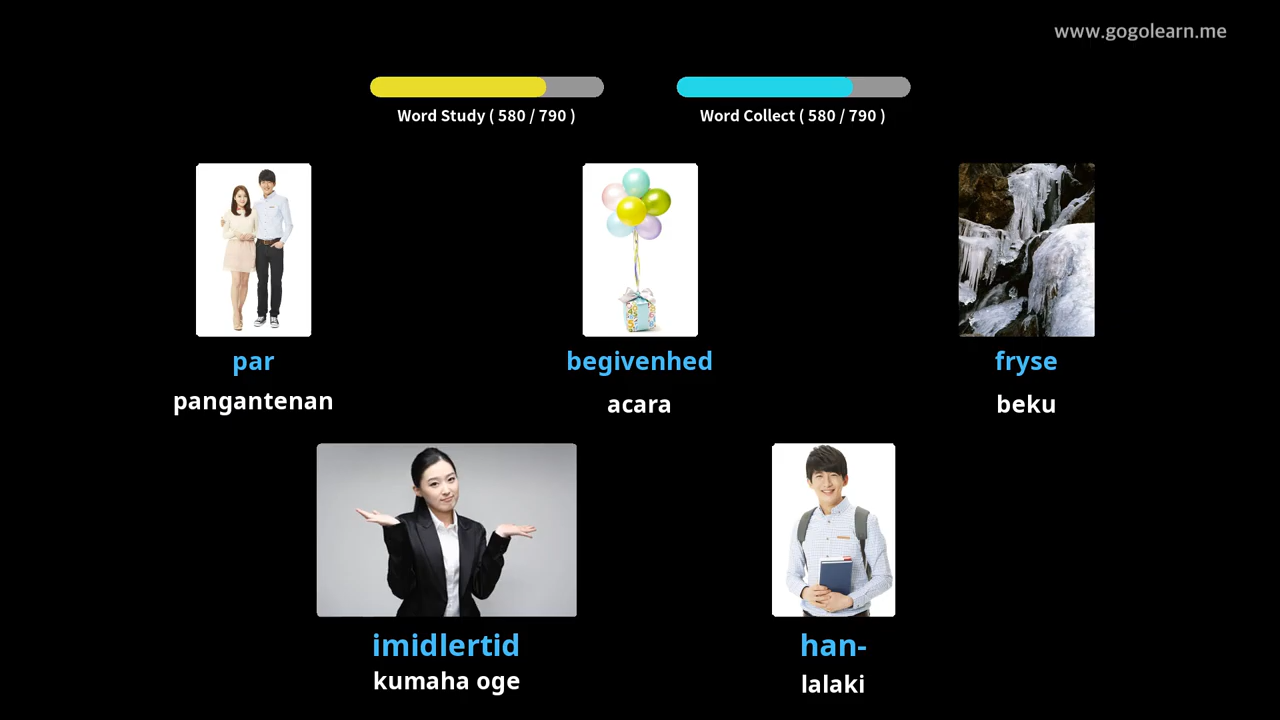 www.gogolearn.me
Word Study ( 580 / 790 )
Word Collect ( 580 / 790 )
par
pangantenan
begivenhed
acara
fryse
beku
imidlertid
kumaha oge
han-
lalaki